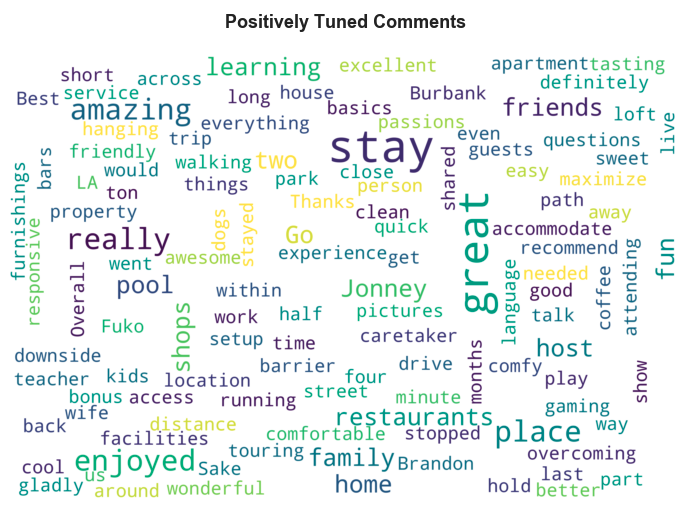 Positively Tuned Comments
short across learning excellent apartment tasting
Best service long house Burbank definitely
amazing basics friends loft
hanging everything passions even questions live
bars friendly trip stay guests sweet
would walking two close shared easy maximize
furnishings LA things park person path away
property ton Thanks clean great accommodate
really dogs stayed Go quick recommend fun
responsive Overall went awesome experience get language needed coffee attending
pool within Jonney good
Fuko shops work half pictures talk
downside setup time caretaker host
teacher kids location barrier four drive months comfy play show
bonus access running street minute gaming
back wife distance restaurants place way
facilities comfortable stopped overcoming
cool enjoyed Sake touring family Brandon last
gladly us around wonderful home hold better part